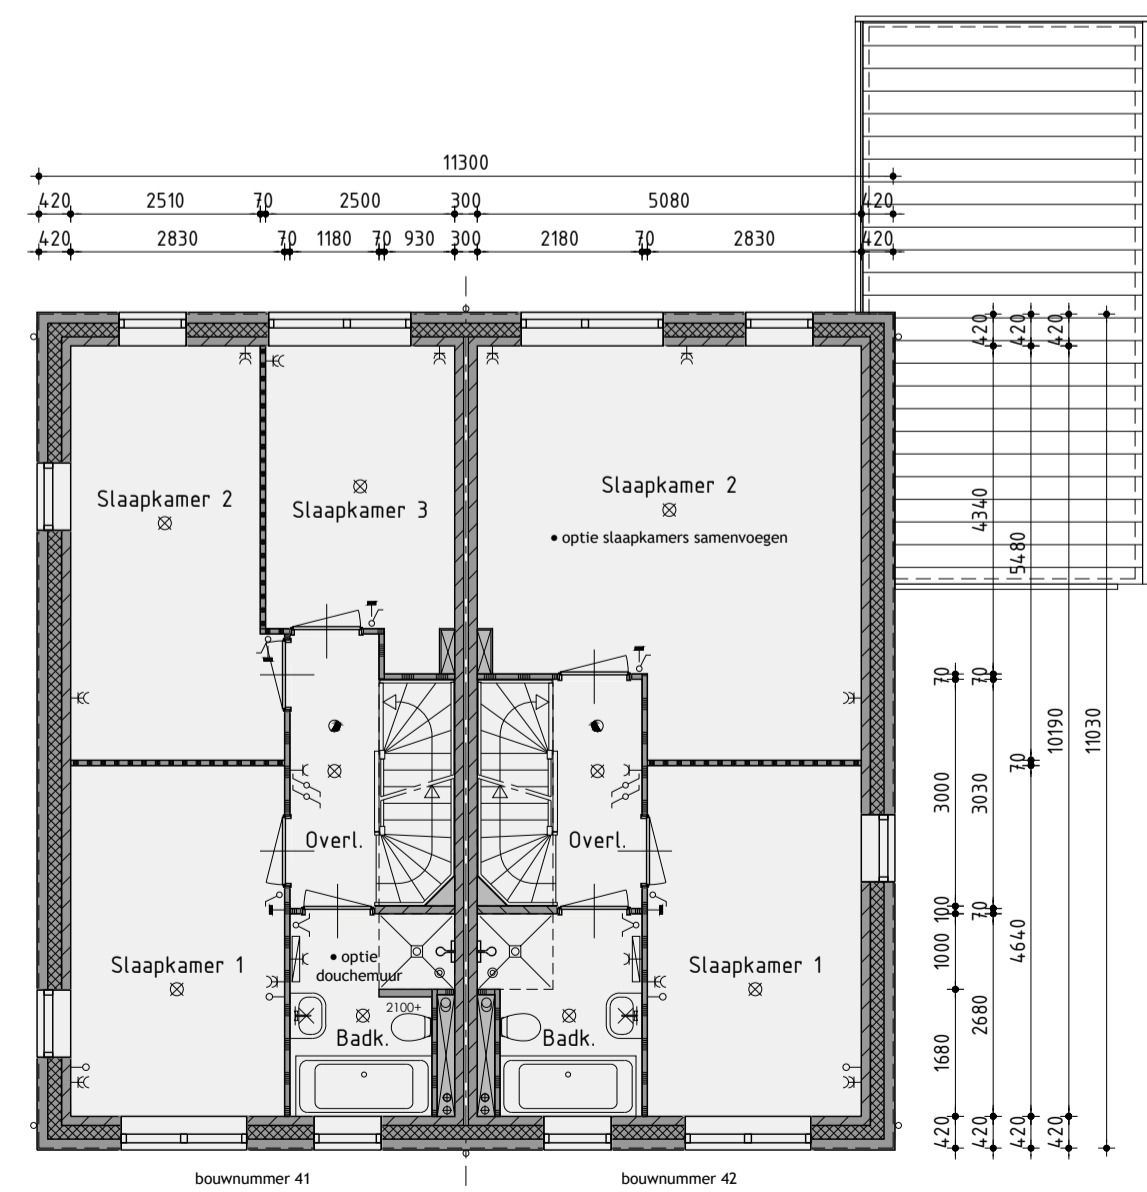 11300
420 2510 70 2500 300 5080 420
420 2830 70 1180 70 930 300 2180 70 2830 420
420 420 420
Slaapkamer 2
Slaapkamer 3
Slaapkamer 2
• optie slaapkamers samenvoegen
4340
5480
70 70
10190
11030
70
3000
3030
Overl.
Overl.
100
70
1000
4640
Slaapkamer 1
• optie
douchemuur
Slaapkamer 1
2100+
2680
Badk.
Badk.
1680
420 420 420 420
bouwnummer 41
bouwnummer 42